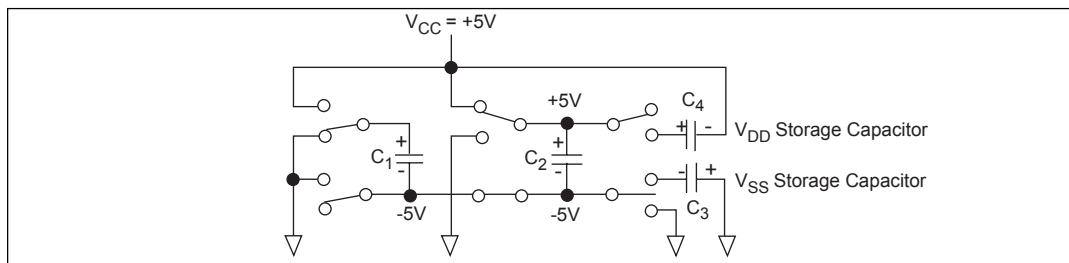 VCC = +5V
+5V
C4
+
+ -
VDD Storage Capacitor
+
C1
-
C2
-
- +
VSS Storage Capacitor
-5V
-5V
C3